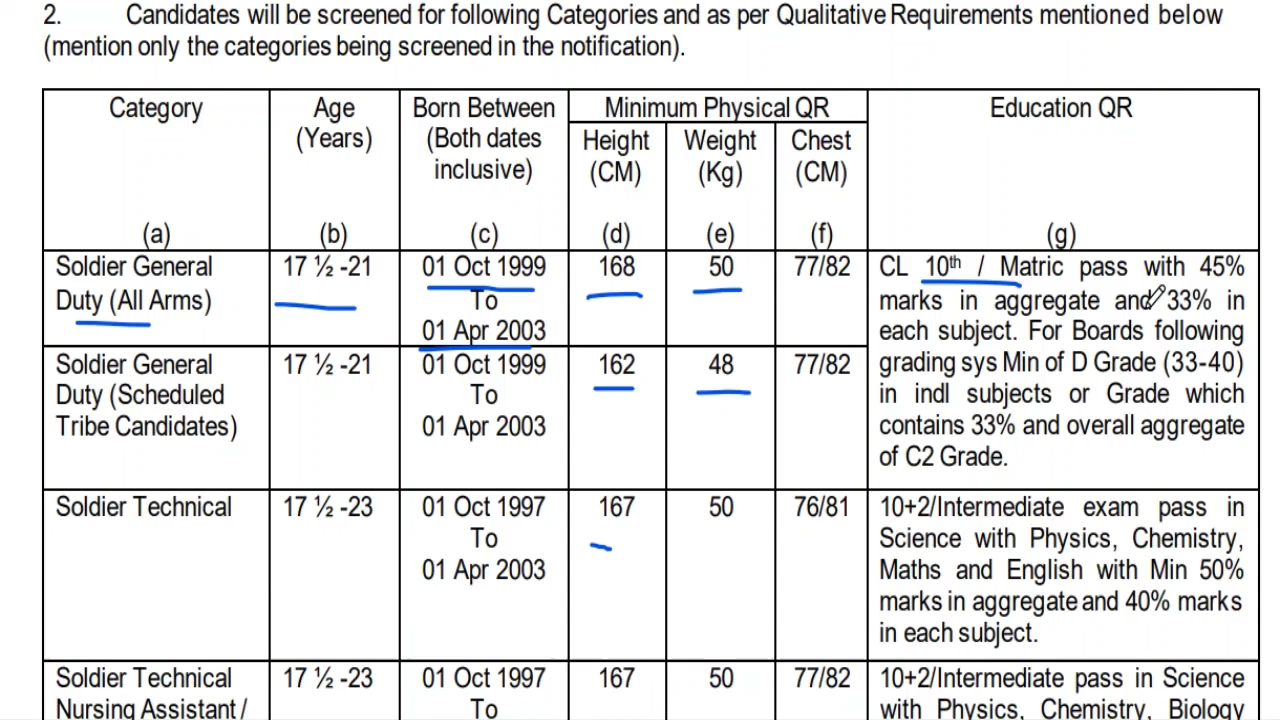 2. Candidates will be screened for following Categories and as per Qualitative Requirements mentioned below
(mention only the categories being screened in the notification).
Category
(a)
Age
(Years)
(b)
Born Between
(Both dates
inclusive)
(c)
Minimum Physical QR
Height
(CM)
(d)
Weight
(Kg)
(e)
Chest
(CM)
(f)
Education QR
(g)
Soldier General
Duty (All Arms)
17 ½ -21
01 Oct 1999
To
01 Apr 2003
168
50
77/82
CL 10th / Matric pass with 45%
marks in aggregate and 33% in
each subject. For Boards following
grading sys Min of D Grade (33-40)
in indl subjects or Grade which
contains 33% and overall aggregate
of C2 Grade.
Soldier General
Duty (Scheduled
Tribe Candidates)
17 ½ -21
01 Oct 1999
To
01 Apr 2003
162
48
77/82
Soldier Technical
17 ½ -23
01 Oct 1997
To
01 Apr 2003
167
50
76/81
10+2/Intermediate exam pass in
Science with Physics, Chemistry,
Maths and English with Min 50%
marks in aggregate and 40% marks
in each subject.
Soldier Technical
Nursing Assistant /
17 ½ -23
01 Oct 1997
To
167
50
77/82
10+2/Intermediate pass in Science
with Physics, Chemistry, Biology